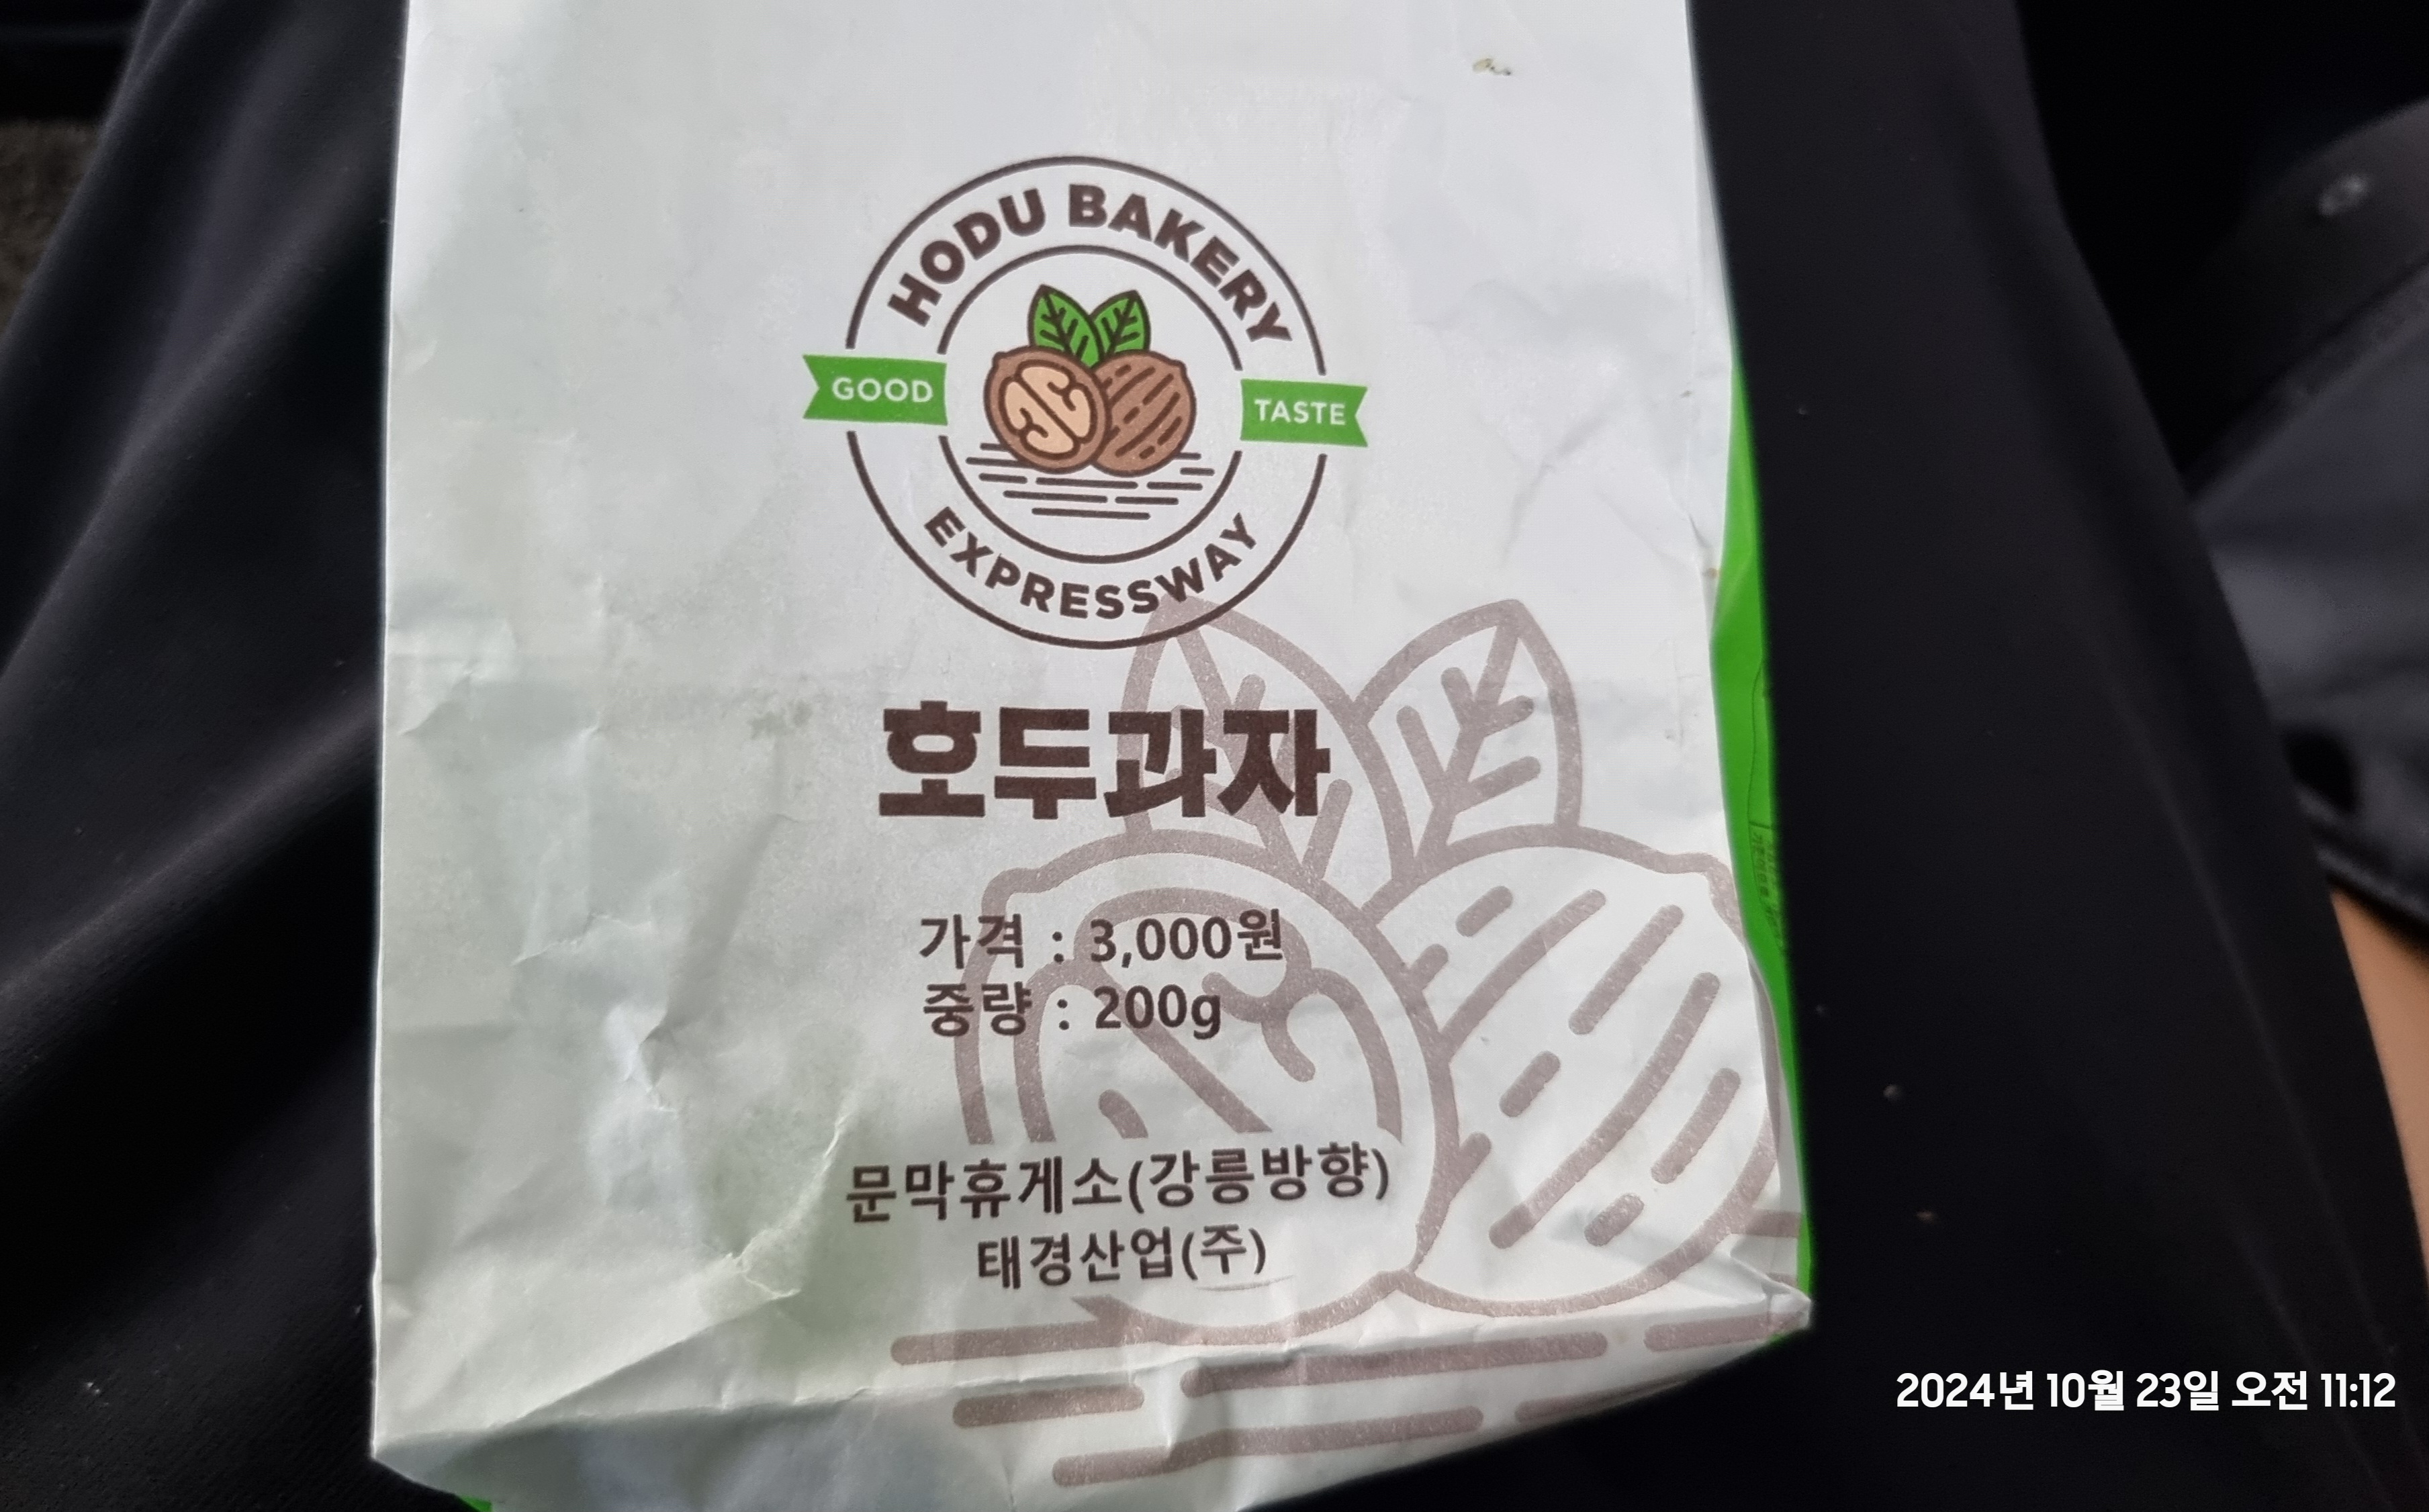 HODU BAKERY
GOOD
TASTE
EXPRESSWAY
호두과자
가격 : 3,000원
중량 : 200g
문막휴게소(강릉방향)
태경산업(주)
2024년 10월 23일 오전 11:12